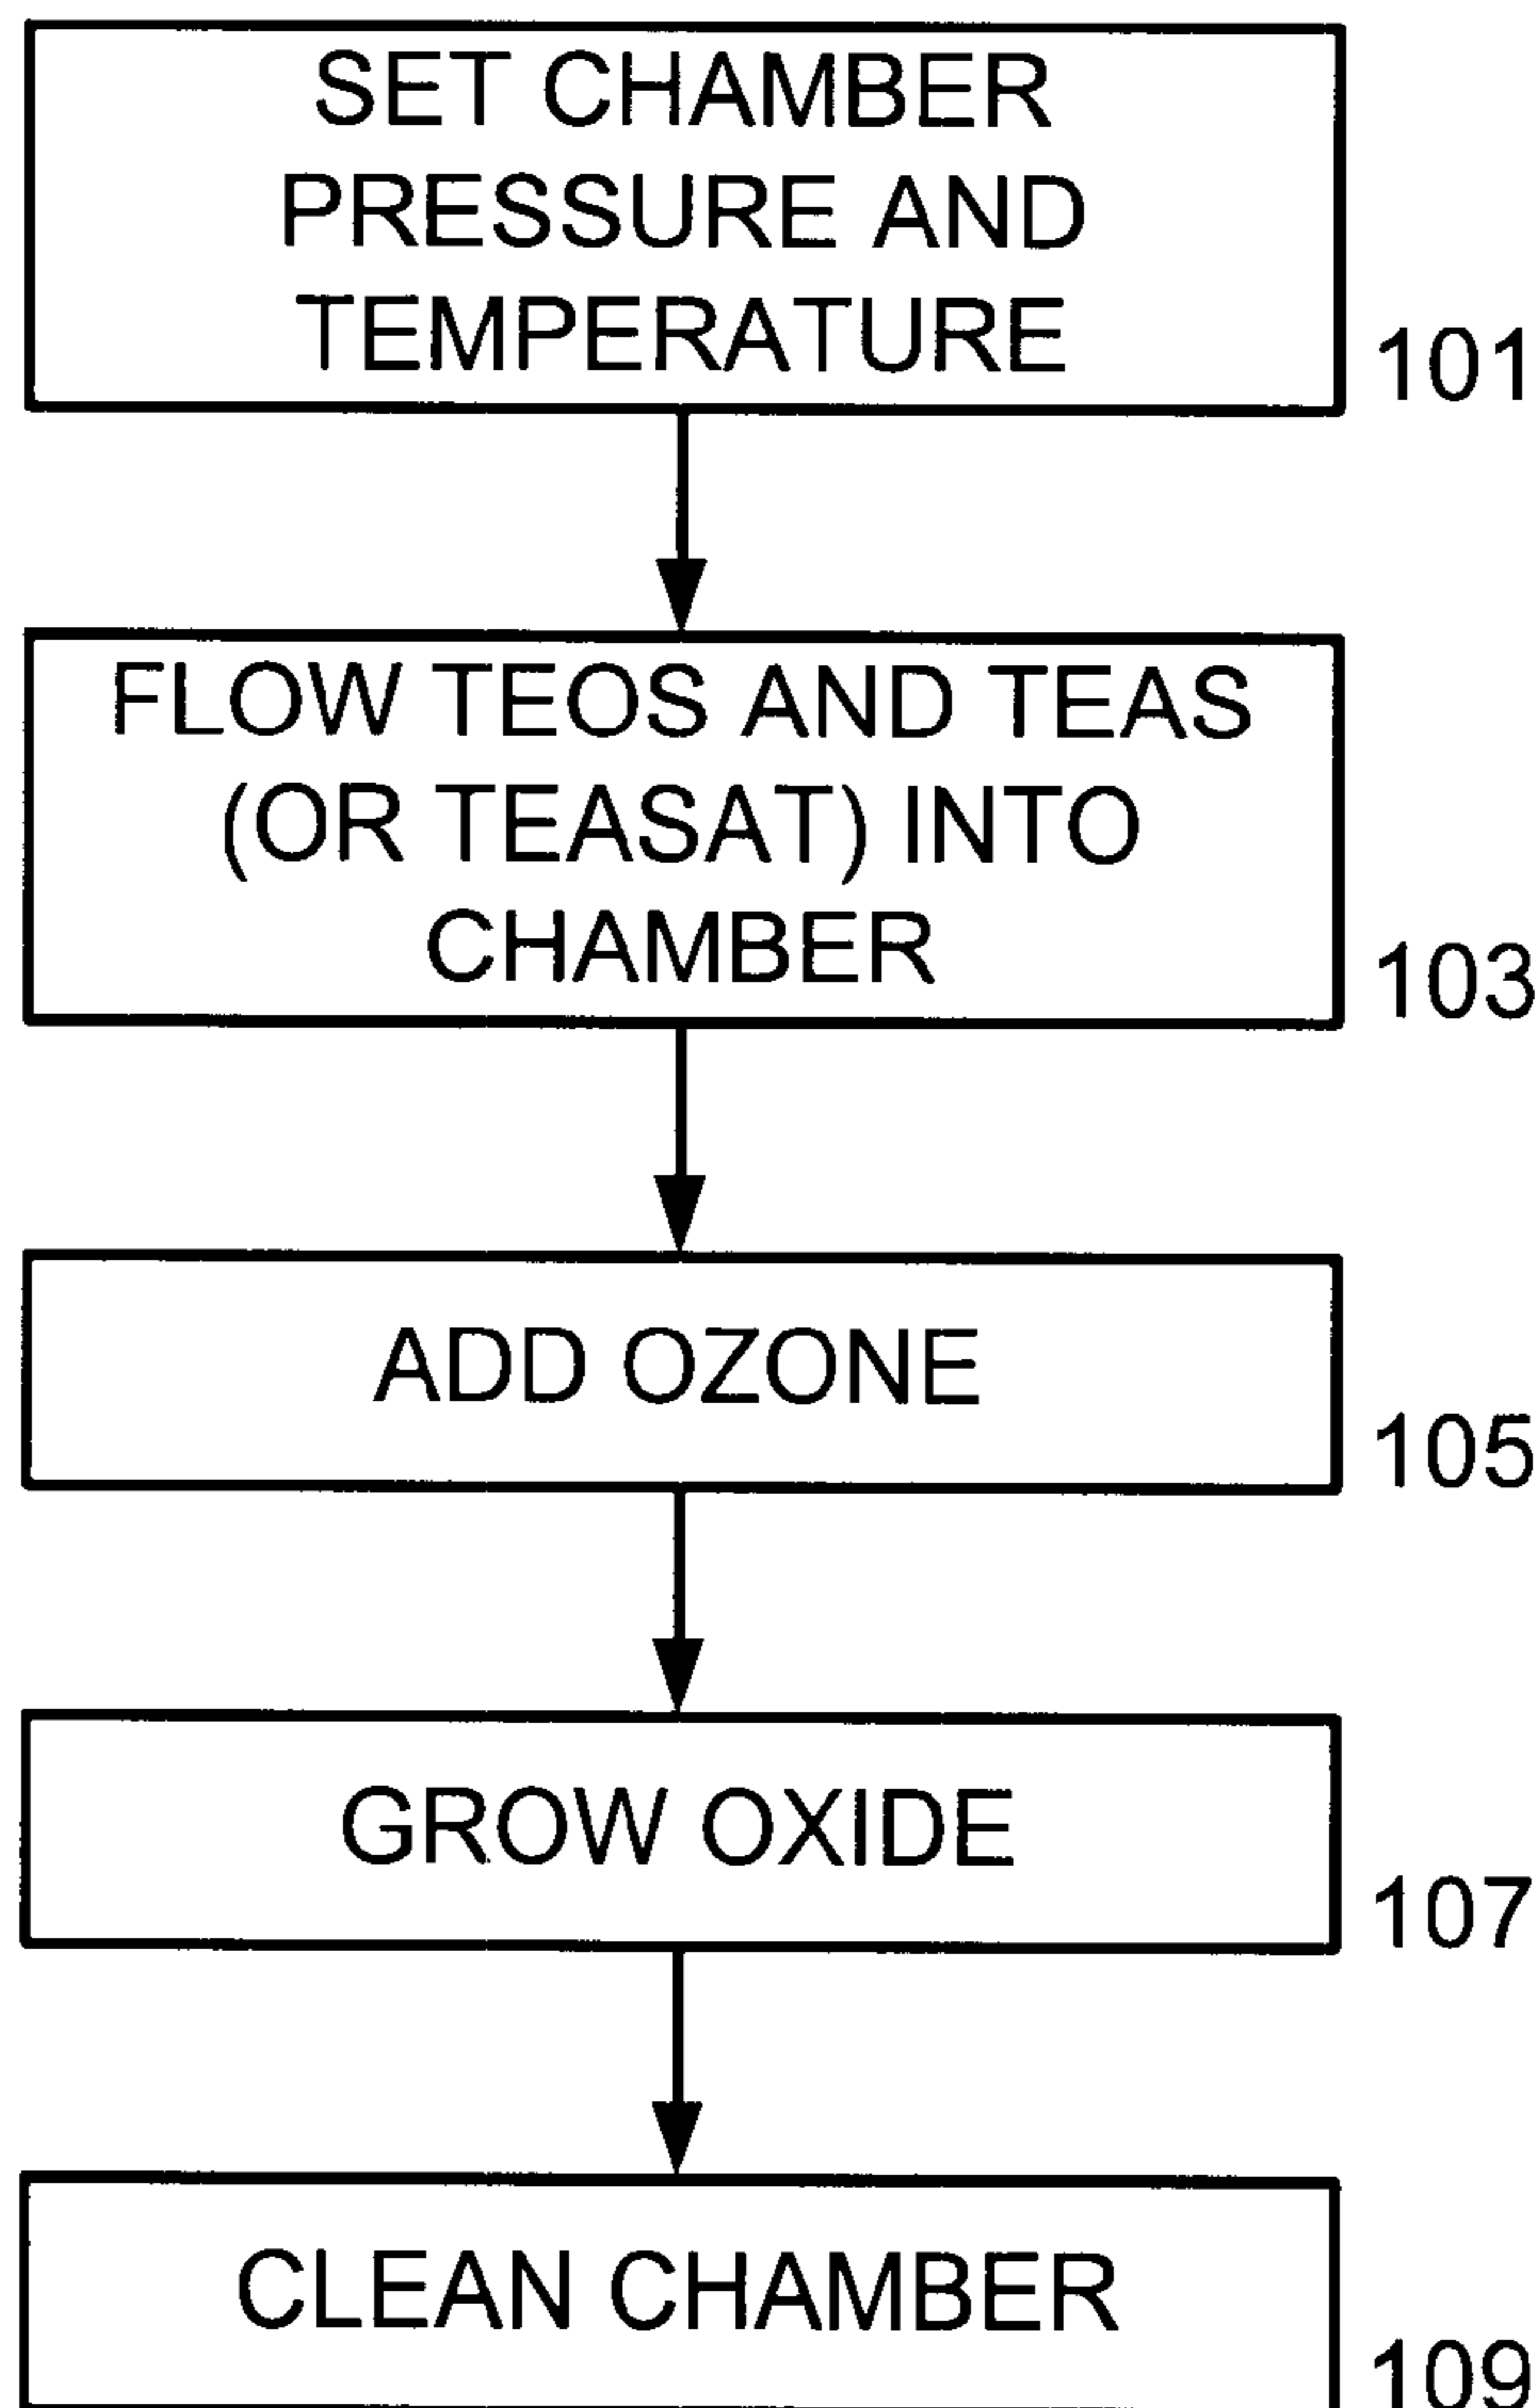 SET CHAMBER
PRESSURE AND
TEMPERATURE
101
FLOW TEOS AND TEAS
(OR TEASAT) INTO
CHAMBER
103
ADD OZONE
105
GROW OXIDE
107
CLEAN CHAMBER
109